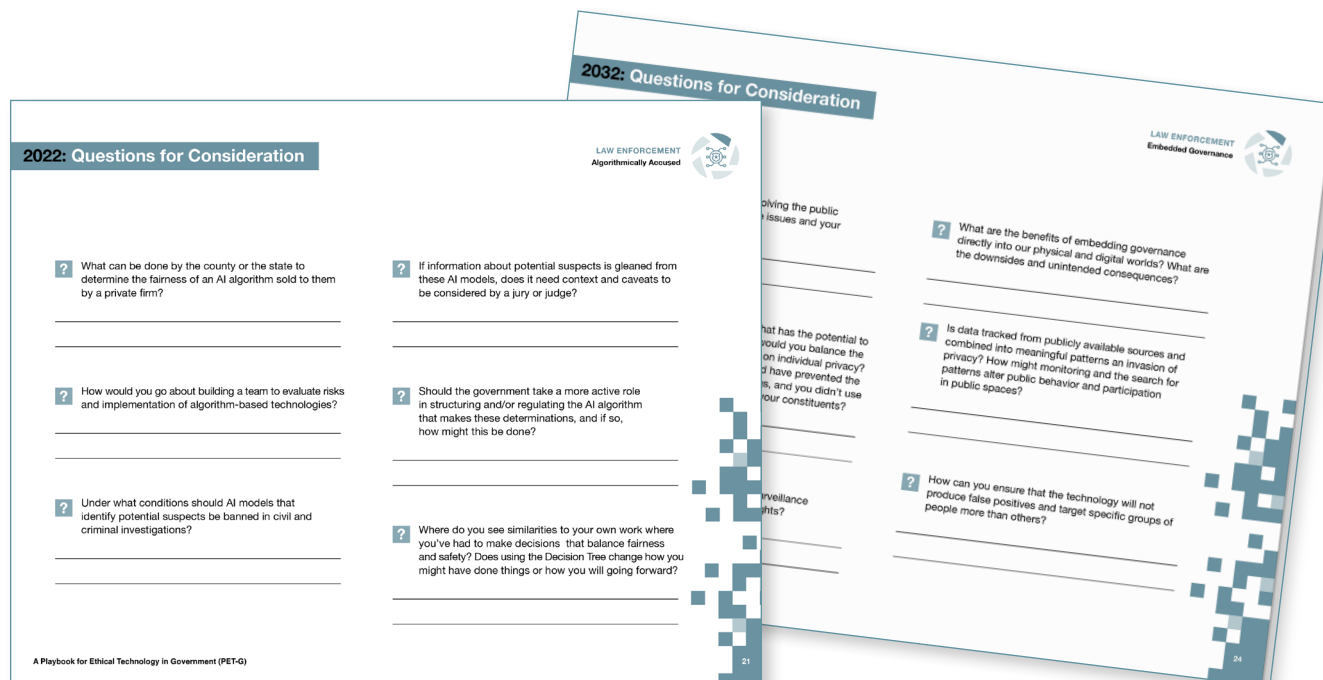 2022: Questions for Consideration
LAW ENFORCEMENT
Algorithmically Accused
? What can be done by the county or the state to
determine the fairness of an AI algorithm sold to them
by a private firm?
? How would you go about building a team to evaluate risks
and implementation of algorithm-based technologies?
? Under what conditions should AI models that
identify potential suspects be banned in civil and
criminal investigations?
? If information about potential suspects is gleaned from
these AI models, does it need context and caveats to
be considered by a jury or judge?
? Should the government take a more active role
in structuring and/or regulating the AI algorithm
that makes these determinations, and if so,
how might this be done?
? Where do you see similarities to your own work where
you've had to make decisions that balance fairness
and safety? Does using the Decision Tree change how you
might have done things or how you will going forward?
A Playbook for Ethical Technology in Government (PET-G)
21
2032: Questions for Consideration
LAW ENFORCEMENT
Embedded Governance
olving the public
issues and your
hat has the potential to
would you balance the
on individual privacy?
have prevented the
and you didn't use
your constituents?
rveillance
ghts?
? What are the benefits of embedding governance
directly into our physical and digital worlds? What are
the downsides and unintended consequences?
? Is data tracked from publicly available sources and
combined into meaningful patterns an invasion of
privacy? How might monitoring and the search for
patterns alter public behavior and participation
in public spaces?
? How can you ensure that the technology will not
produce false positives and target specific groups of
people more than others?
24